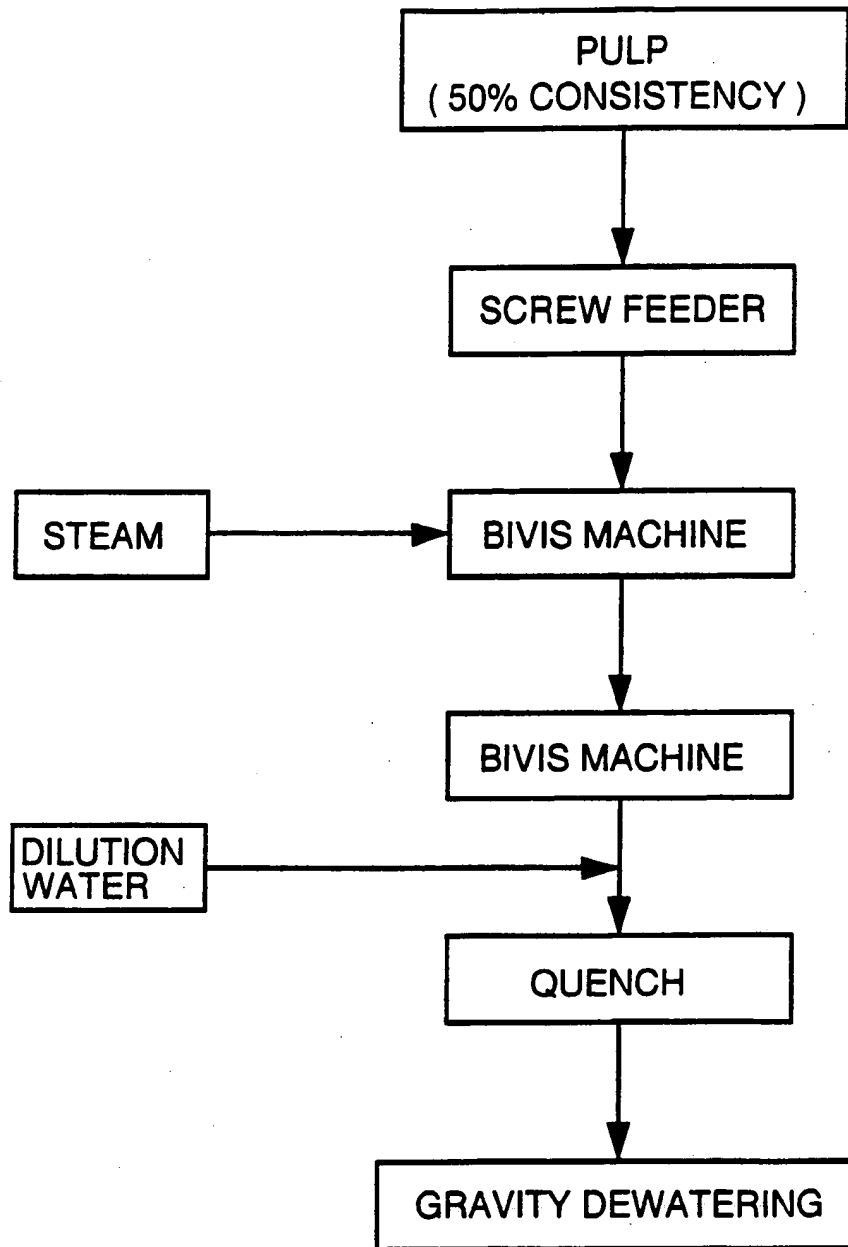 PULP
( 50% CONSISTENCY )
SCREW FEEDER
STEAM
BIVIS MACHINE
BIVIS MACHINE
DILUTION
WATER
QUENCH
GRAVITY DEWATERING